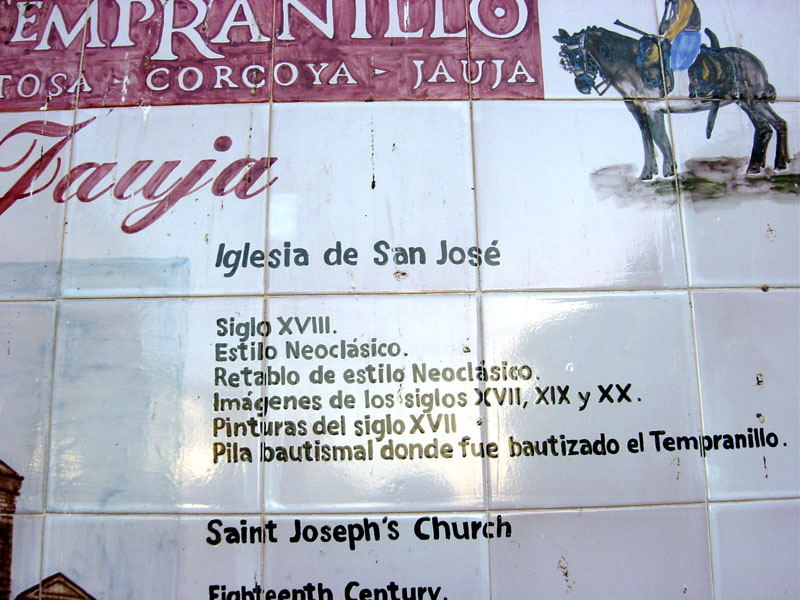 TEMPRANILLO
TOSA - CORCOYA - JAUJA
Jauja
Iglesia de San José
Siglo XVIII.
Estilo Neoclásico.
Retablo de estilo Neoclásico.
Imágenes de los siglos XVII, XIX y XX.
Pinturas del siglo XVII
Pila bautismal donde fue bautizado el Tempranillo.
Saint Joseph's Church
Eighteenth Century.